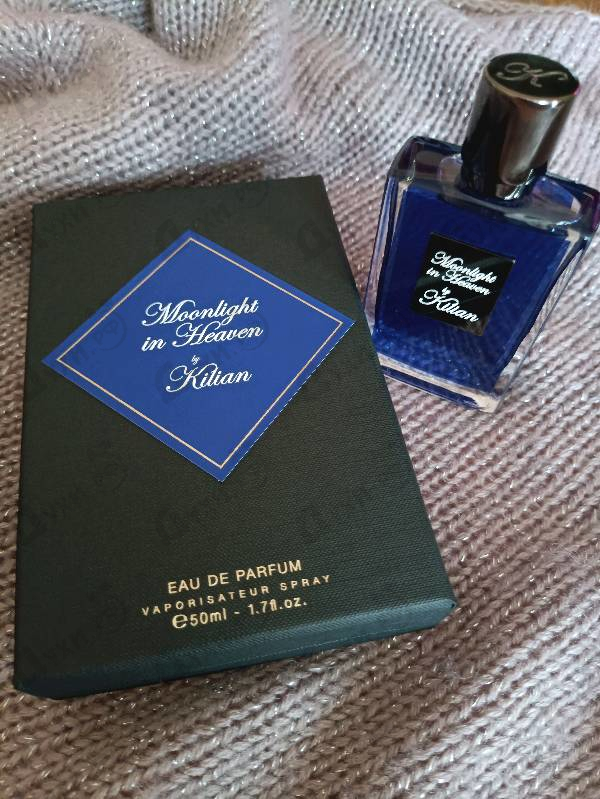 Moonlight
in Heaven
by
Kilian
EAU DE PARFUM
VAPORISATEUR SPRAY
℮50ml - 1.7fl.oz.
K
Moonlight
in Heaven
by
Kilian